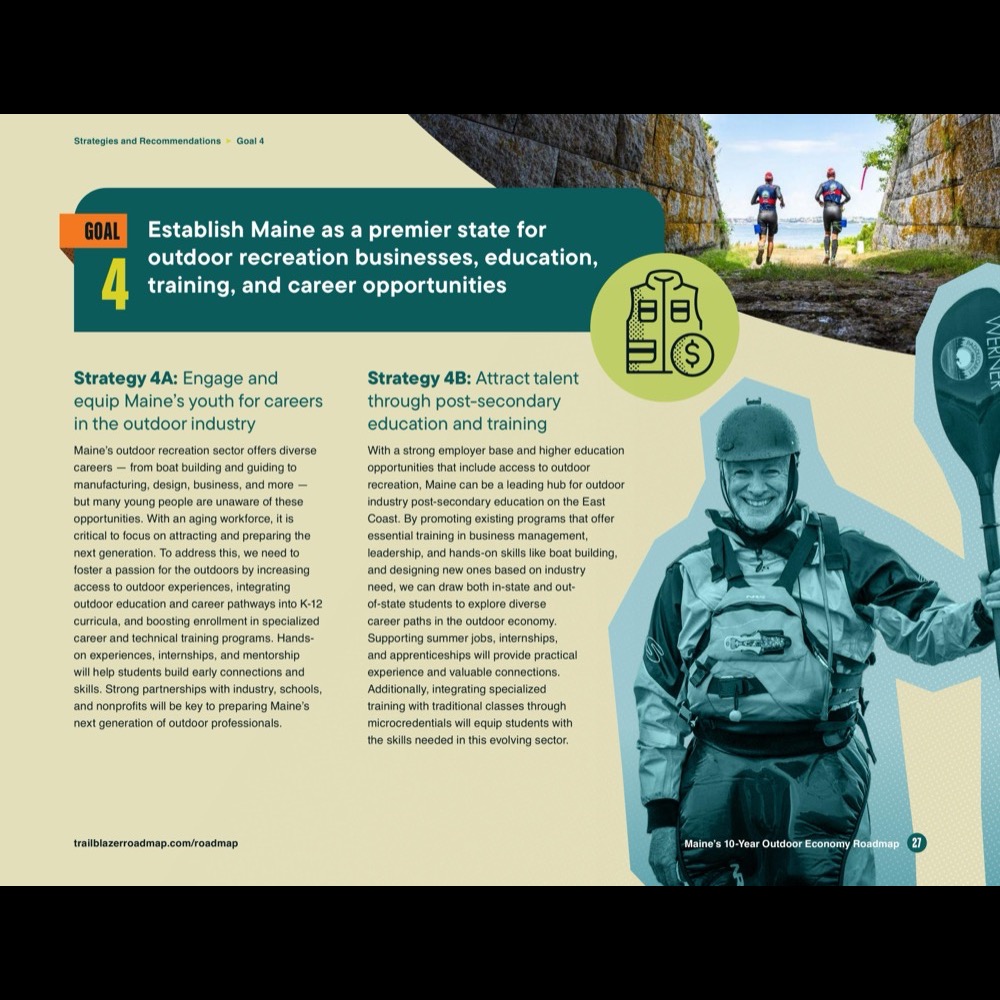 Strategies and Recommendations ► Goal 4
GOAL
4
Establish Maine as a premier state for
outdoor recreation businesses, education,
training, and career opportunities
$
WERNER
Strategy 4A: Engage and
equip Maine's youth for careers
in the outdoor industry
Maine's outdoor recreation sector offers diverse
careers — from boat building and guiding to
manufacturing, design, business, and more —
but many young people are unaware of these
opportunities. With an aging workforce, it is
critical to focus on attracting and preparing the
next generation. To address this, we need to
foster a passion for the outdoors by increasing
access to outdoor experiences, integrating
outdoor education and career pathways into K-12
curricula, and boosting enrollment in specialized
career and technical training programs. Hands-
on experiences, internships, and mentorship
will help students build early connections and
skills. Strong partnerships with industry, schools,
and nonprofits will be key to preparing Maine's
next generation of outdoor professionals.
Strategy 4B: Attract talent
through post-secondary
education and training
With a strong employer base and higher education
opportunities that include access to outdoor
recreation, Maine can be a leading hub for outdoor
industry post-secondary education on the East
Coast. By promoting existing programs that offer
essential training in business management,
leadership, and hands-on skills like boat building,
and designing new ones based on industry
need, we can draw both in-state and out-
of-state students to explore diverse
career paths in the outdoor economy.
Supporting summer jobs, internships,
and apprenticeships will provide practical
experience and valuable connections.
Additionally, integrating specialized
training with traditional classes through
microcredentials will equip students with
the skills needed in this evolving sector.
trailblazerroadmap.com/roadmap
Maine's 10-Year Outdoor Economy Roadmap 27